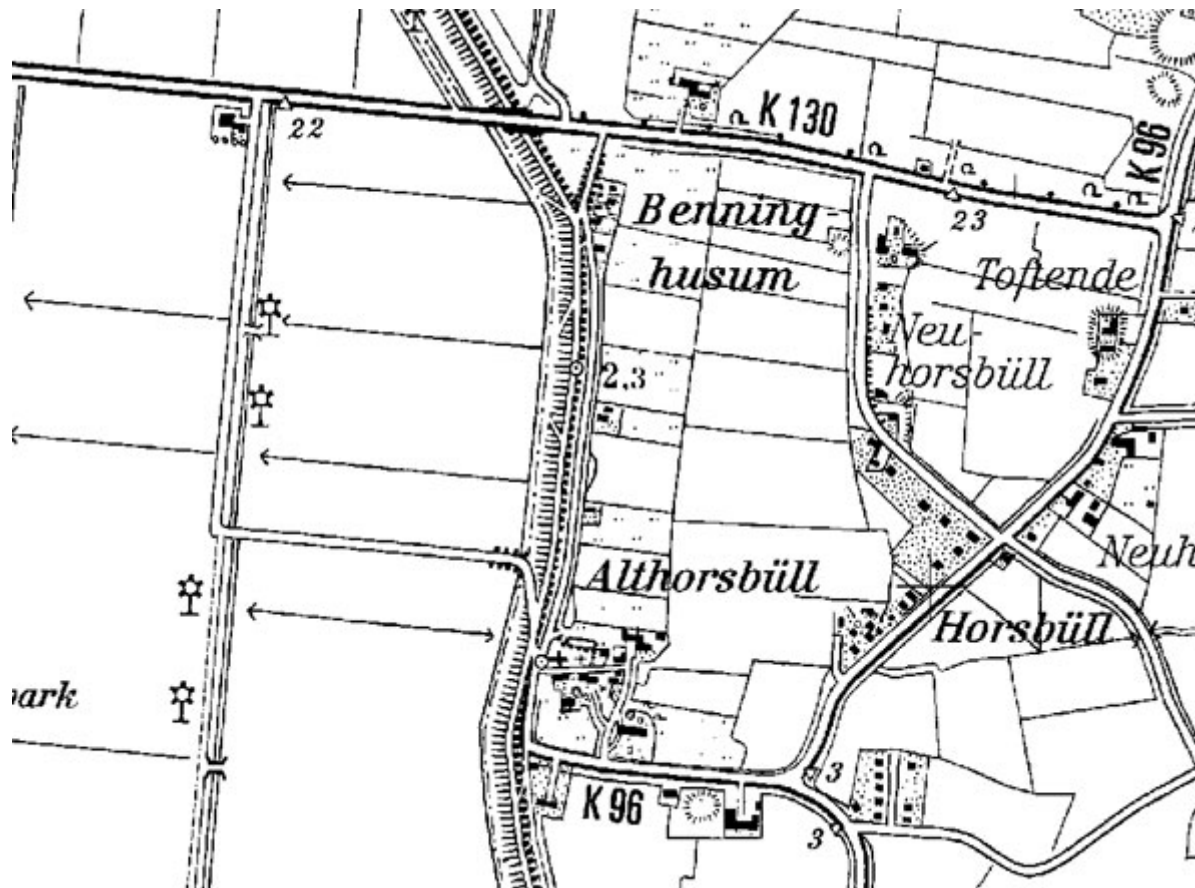 K 130
K 96
22
23
Benning-
husum
Toftende
Neu-
horsbüll
2,3
Althorsbüll
Neuh
Horsbüll
park
3
K 96
3